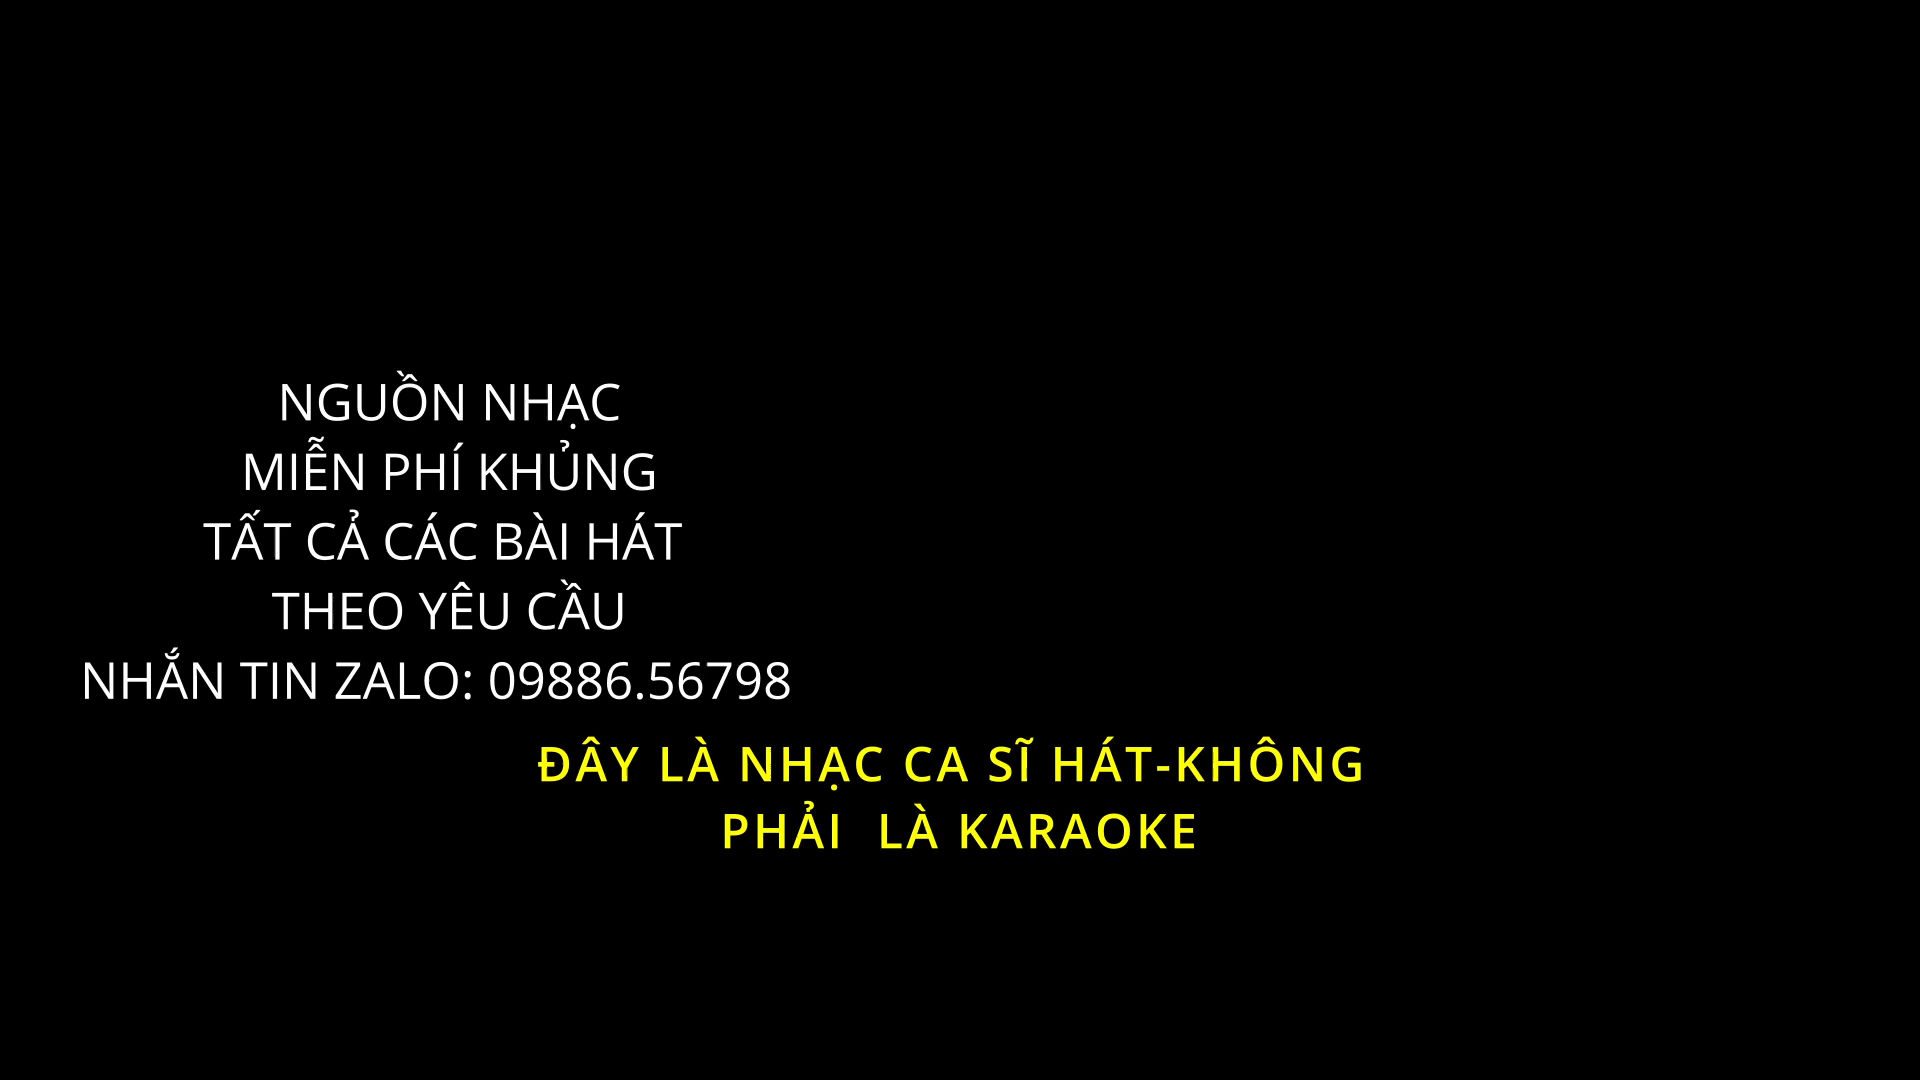 NGUỒN NHẠC
MIỄN PHÍ KHỦNG
TẤT CẢ CÁC BÀI HÁT
THEO YÊU CẦU
NHẮN TIN ZALO: 09886.56798
ĐÂY LÀ NHẠC CA SĨ HÁT-KHÔNG
PHẢI  LÀ KARAOKE